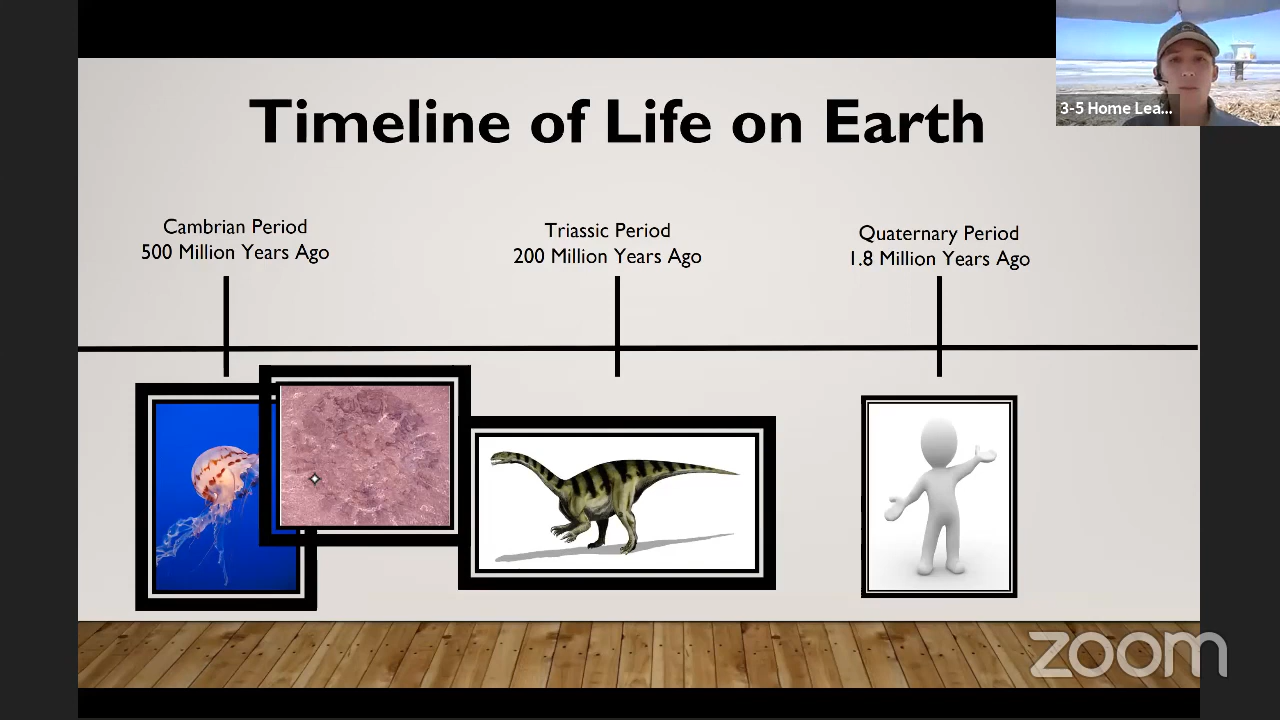 Timeline of Life on Earth
3-5 Home Lea...
Cambrian Period
500 Million Years Ago
Triassic Period
200 Million Years Ago
Quaternary Period
1.8 Million Years Ago
zoom